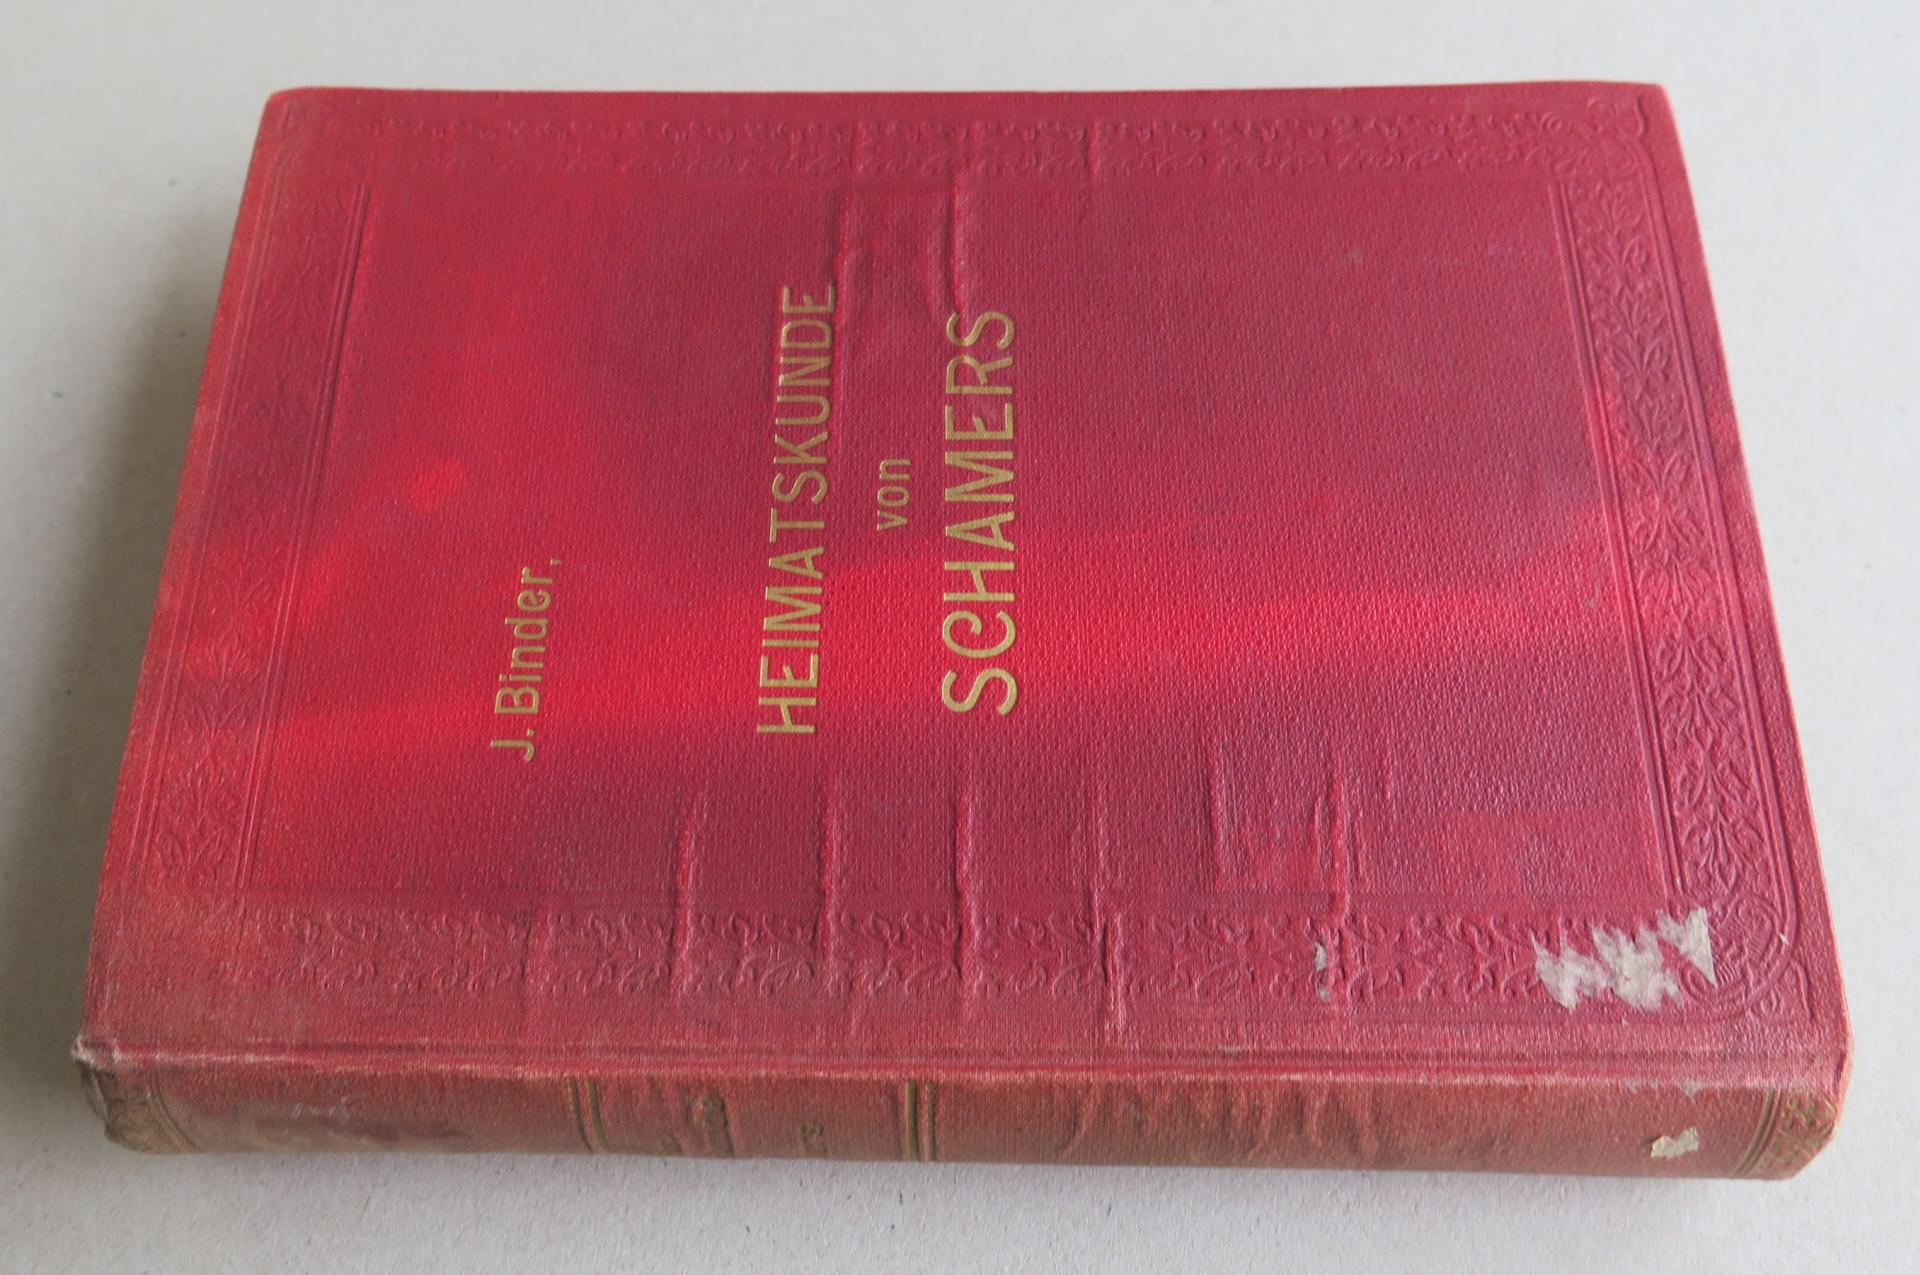 J. Binder,
HEIMATSKUNDE
von
SCHAMERS